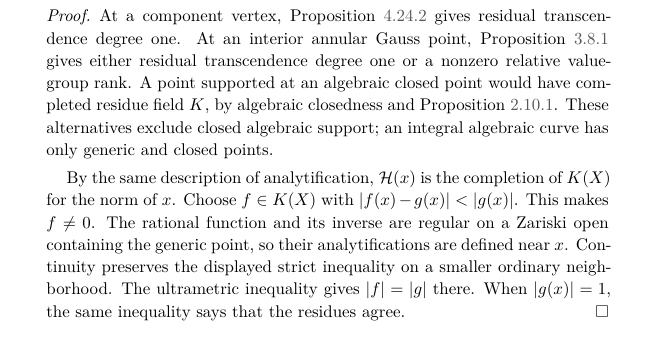 Proof. At a component vertex, Proposition 4.24.2 gives residual transcen-
dence degree one. At an interior annular Gauss point, Proposition 3.8.1
gives either residual transcendence degree one or a nonzero relative value-
group rank. A point supported at an algebraic closed point would have com-
pleted residue field K, by algebraic closedness and Proposition 2.10.1. These
alternatives exclude closed algebraic support; an integral algebraic curve has
only generic and closed points.
By the same description of analytification, ℋ(x) is the completion of K(X)
for the norm of x. Choose f ∈ K(X) with |f(x) − g(x)| < |g(x)|. This makes
f ≠ 0. The rational function and its inverse are regular on a Zariski open
containing the generic point, so their analytifications are defined near x. Con-
tinuity preserves the displayed strict inequality on a smaller ordinary neigh-
borhood. The ultrametric inequality gives |f| = |g| there. When |g(x)| = 1,
the same inequality says that the residues agree. □